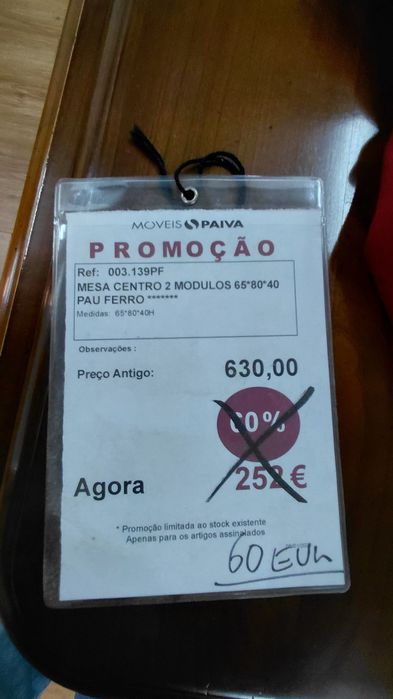 MOVEIS PAIVA
PROMOÇÃO
Ref: 003.139PF
MESA CENTRO 2 MODULOS 65*80*40
PAU FERRO *******
Medidas: 65*80*40H
Observações :
Preço Antigo: 630,00
60%
Agora 252€
* Promoção limitada ao stock existente
Apenas para os artigos assinalados
60 EUR